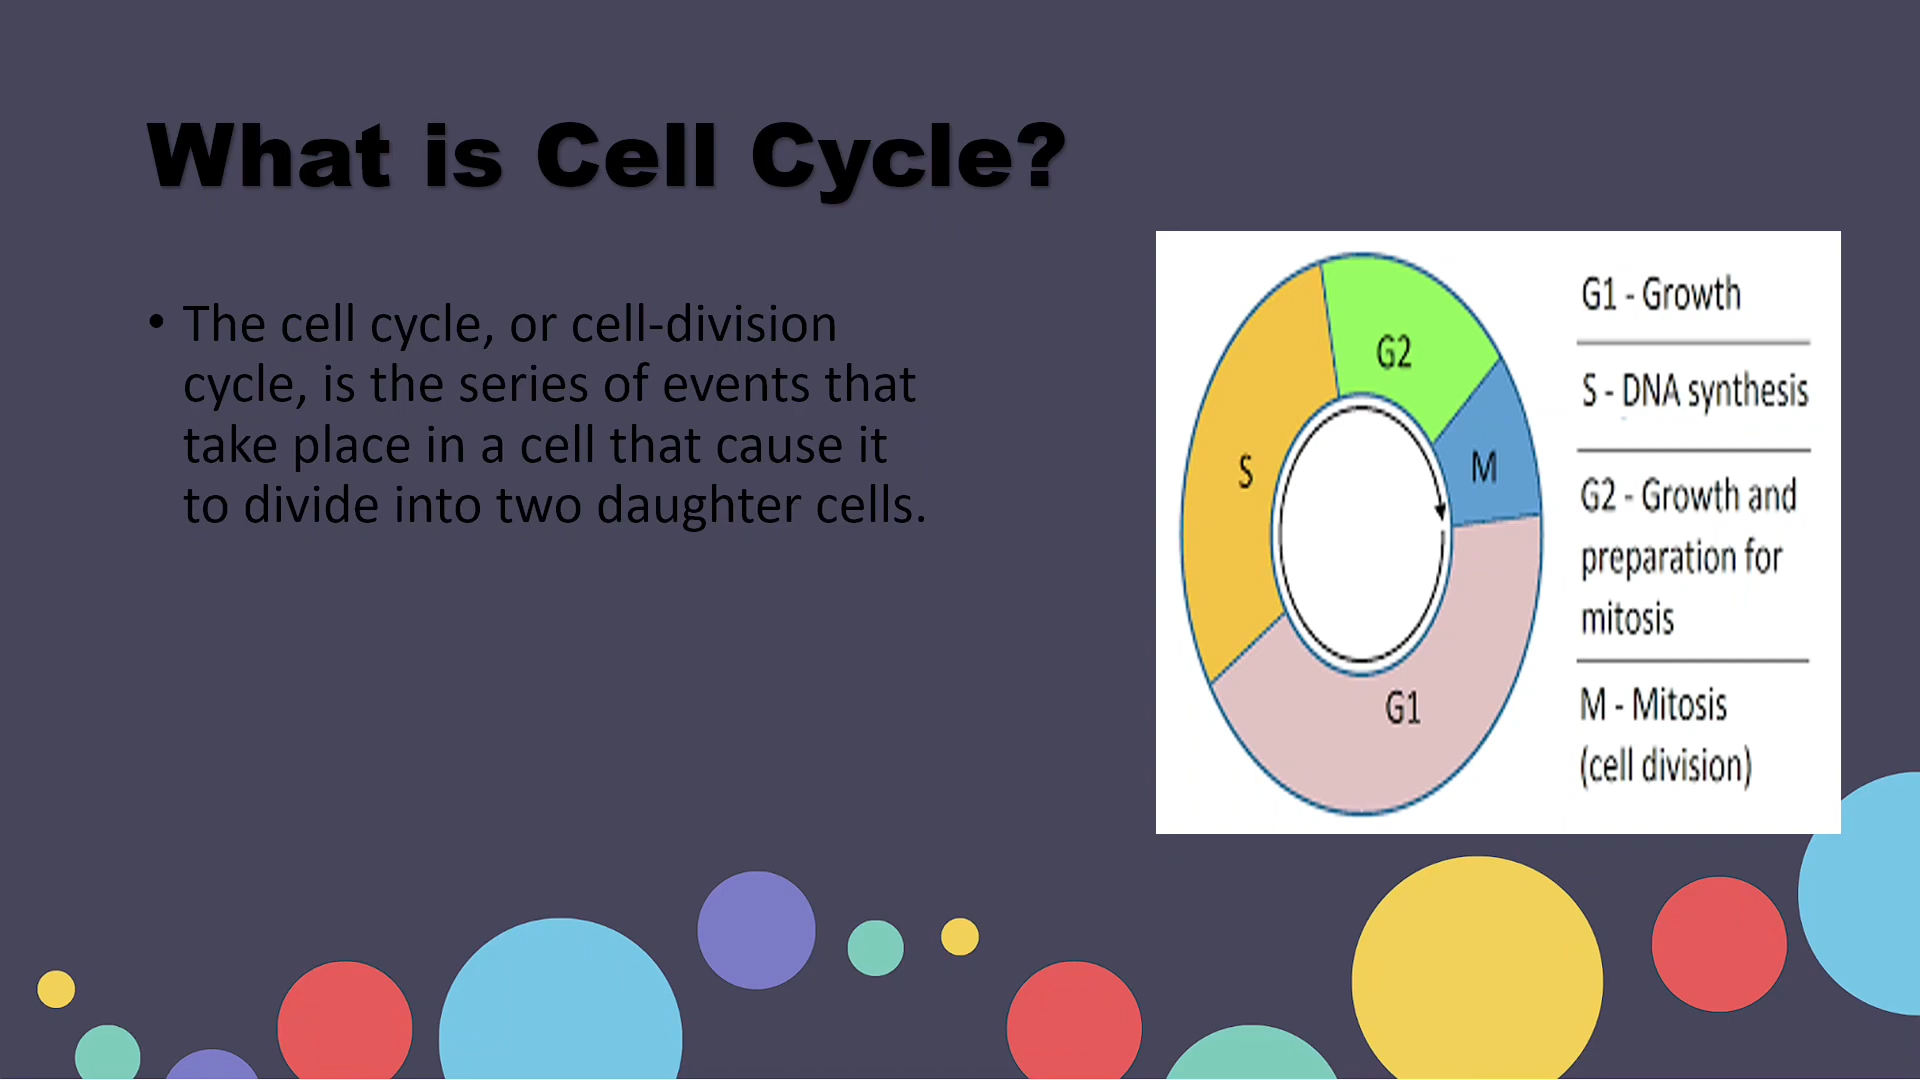 What is Cell Cycle?
• The cell cycle, or cell-division
cycle, is the series of events that
take place in a cell that cause it
to divide into two daughter cells.
G2
S
M
G1
G1 - Growth
S - DNA synthesis
G2 - Growth and
preparation for
mitosis
M - Mitosis
(cell division)